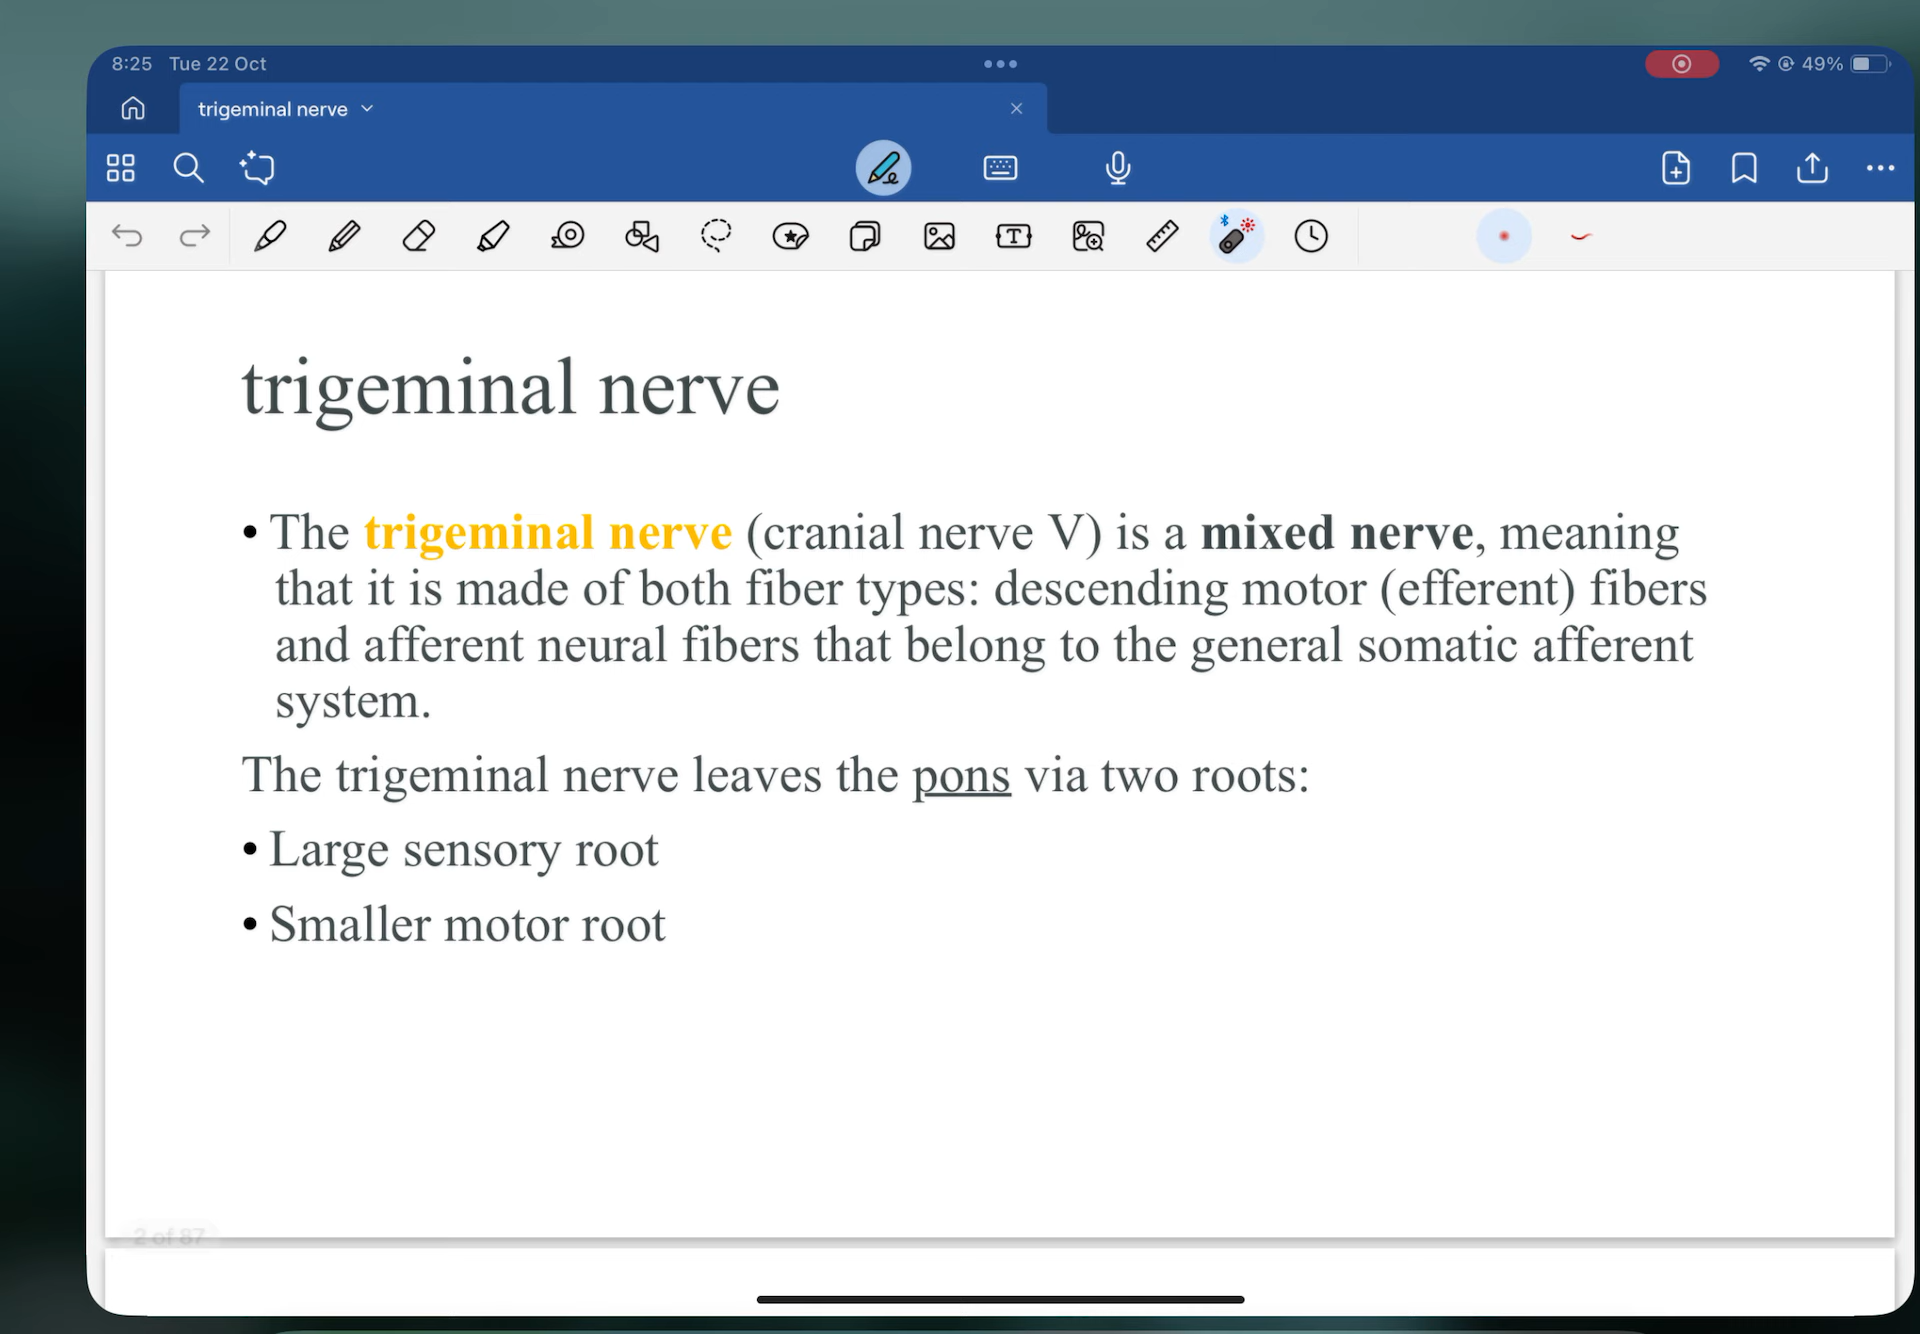 8:25 Tue 22 Oct
49%
trigeminal nerve
trigeminal nerve
• The trigeminal nerve (cranial nerve V) is a mixed nerve, meaning
that it is made of both fiber types: descending motor (efferent) fibers
and afferent neural fibers that belong to the general somatic afferent
system.
The trigeminal nerve leaves the pons via two roots:
• Large sensory root
• Smaller motor root
2 of 87